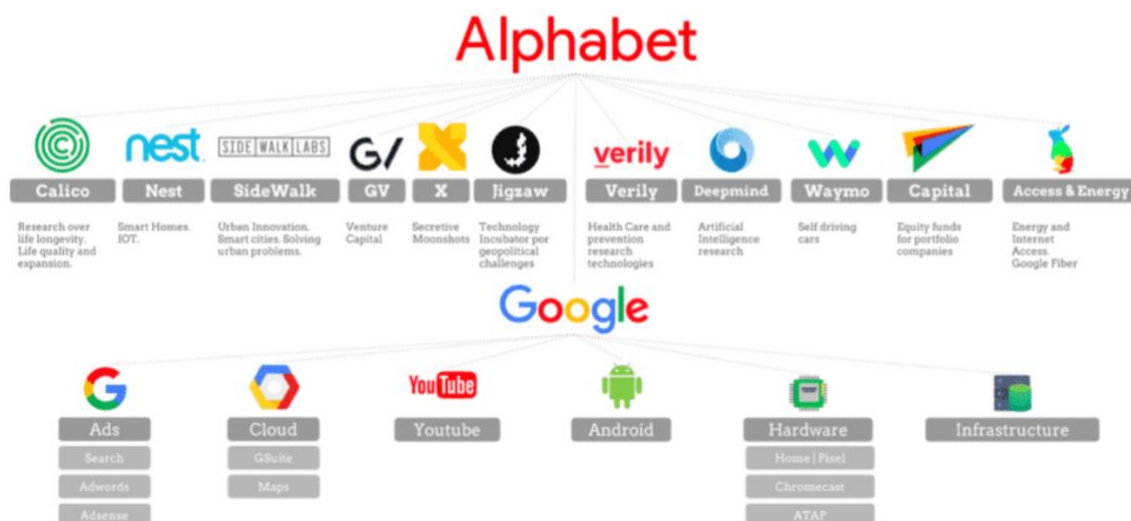 Alphabet
nest
SIDE WALK LABS
G/
verily
Calico
Nest
SideWalk
GV
X
Jigzaw
Verily
Deepmind
Waymo
Capital
Access & Energy
Research over
life longevity.
Life quality and
expansion.
Smart Homes.
IOT.
Urban Innovation.
Smart cities. Solving
urban problems.
Venture
Capital
Secretive
Moonshots
Technology
Incubator por
geopolitical
challenges
Health Care and
prevention
research
technologies
Artificial
Intelligence
research
Self driving
cars
Equity funds
for portfolio
companies
Energy and
Internet
Access.
Google Fiber
Google
G
YouTube
Ads
Cloud
Youtube
Android
Hardware
Infrastructure
Search
GSuite
Home | Pixel
Adwords
Maps
Chromecast
Adsense
ATAP